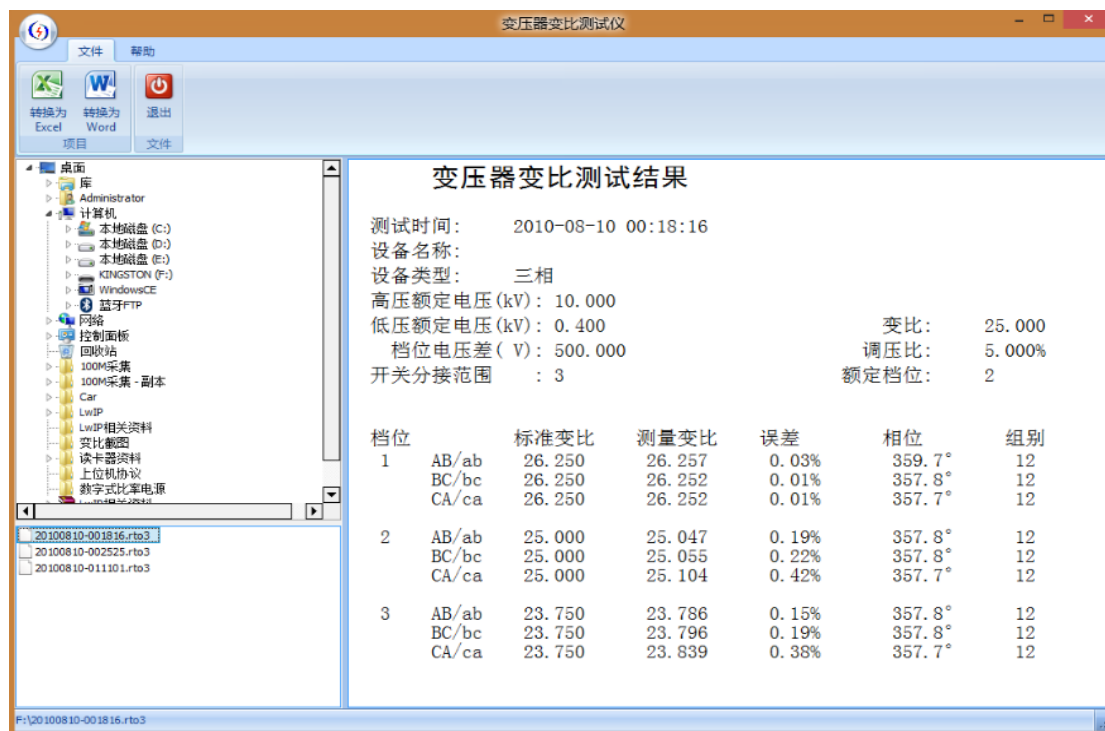 变压器变比测试仪
文件 帮助
转换为 转换为 退出
Excel Word
项目 文件
桌面
库
Administrator
计算机
本地磁盘 (C:)
本地磁盘 (D:)
本地磁盘 (E:)
KINGSTON (F:)
WindowsCE
蓝牙FTP
网络
控制面板
回收站
100M采集
100M采集 - 副本
Car
LwIP
LwIP相关资料
变比截图
读卡器资料
上位机协议
数字式比率电源
20100810-001816.rto3
20100810-002525.rto3
20100810-011101.rto3
F:\20100810-001816.rto3
变压器变比测试结果
测试时间: 2010-08-10 00:18:16
设备名称:
设备类型: 三相
高压额定电压(kV): 10.000
低压额定电压(kV): 0.400 变比: 25.000
档位电压差( V): 500.000 调压比: 5.000%
开关分接范围 : 3 额定档位: 2
档位 标准变比 测量变比 误差 相位 组别
1 AB/ab 26.250 26.257 0.03% 359.7° 12
BC/bc 26.250 26.252 0.01% 357.8° 12
CA/ca 26.250 26.252 0.01% 357.7° 12
2 AB/ab 25.000 25.047 0.19% 357.8° 12
BC/bc 25.000 25.055 0.22% 357.8° 12
CA/ca 25.000 25.104 0.42% 357.7° 12
3 AB/ab 23.750 23.786 0.15% 357.8° 12
BC/bc 23.750 23.796 0.19% 357.8° 12
CA/ca 23.750 23.839 0.38% 357.7° 12